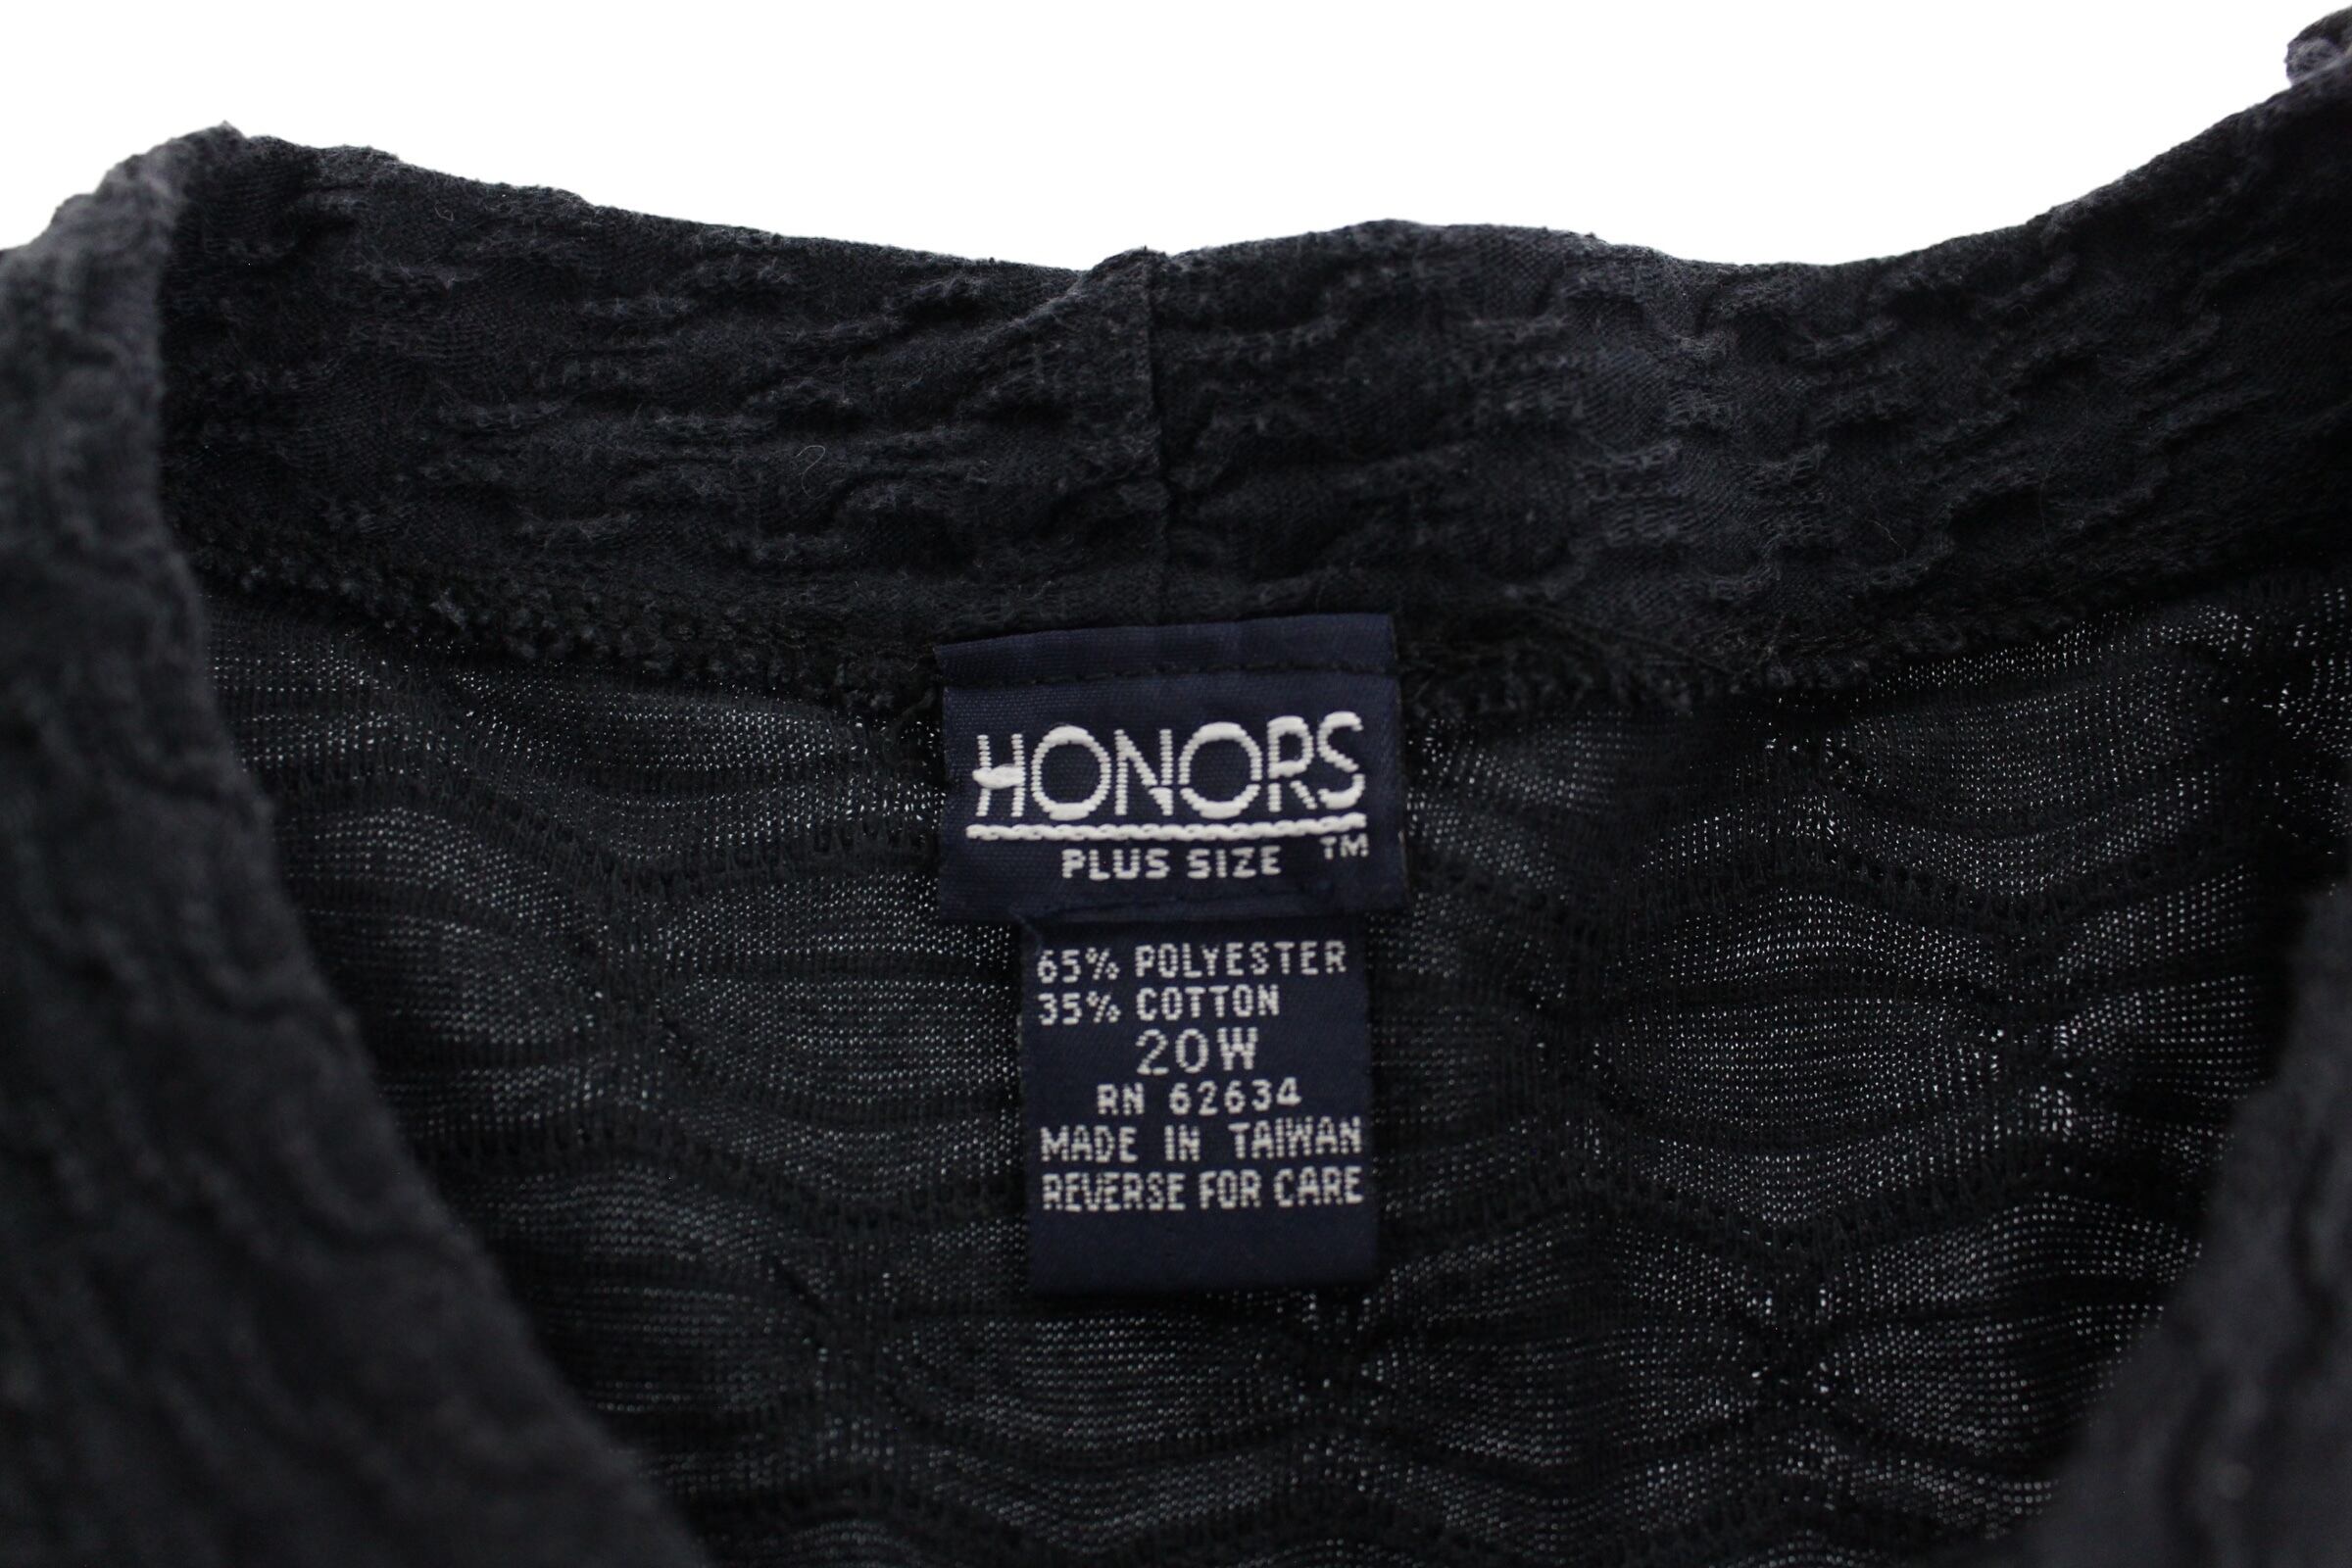 HONORS
PLUS SIZE ™
65% POLYESTER
35% COTTON
20W
RN 62634
MADE IN TAIWAN
REVERSE FOR CARE